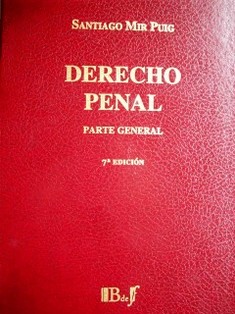 SANTIAGO MIR PUIG
DERECHO
PENAL
PARTE GENERAL
7ª EDICIÓN
B de f